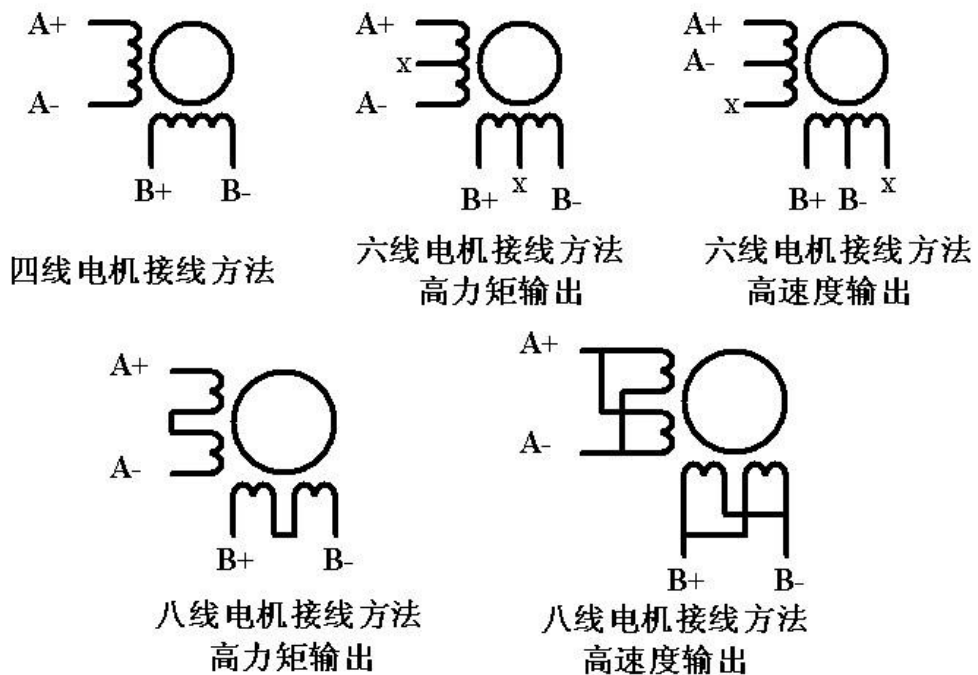 A+
A-
B+ B-
四线电机接线方法
A+
x
A-
B+ x B-
六线电机接线方法
高力矩输出
A+
A-
x
B+ B- x
六线电机接线方法
高速度输出
A+
A-
B+ B-
八线电机接线方法
高力矩输出
A+
A-
B+ B-
八线电机接线方法
高速度输出